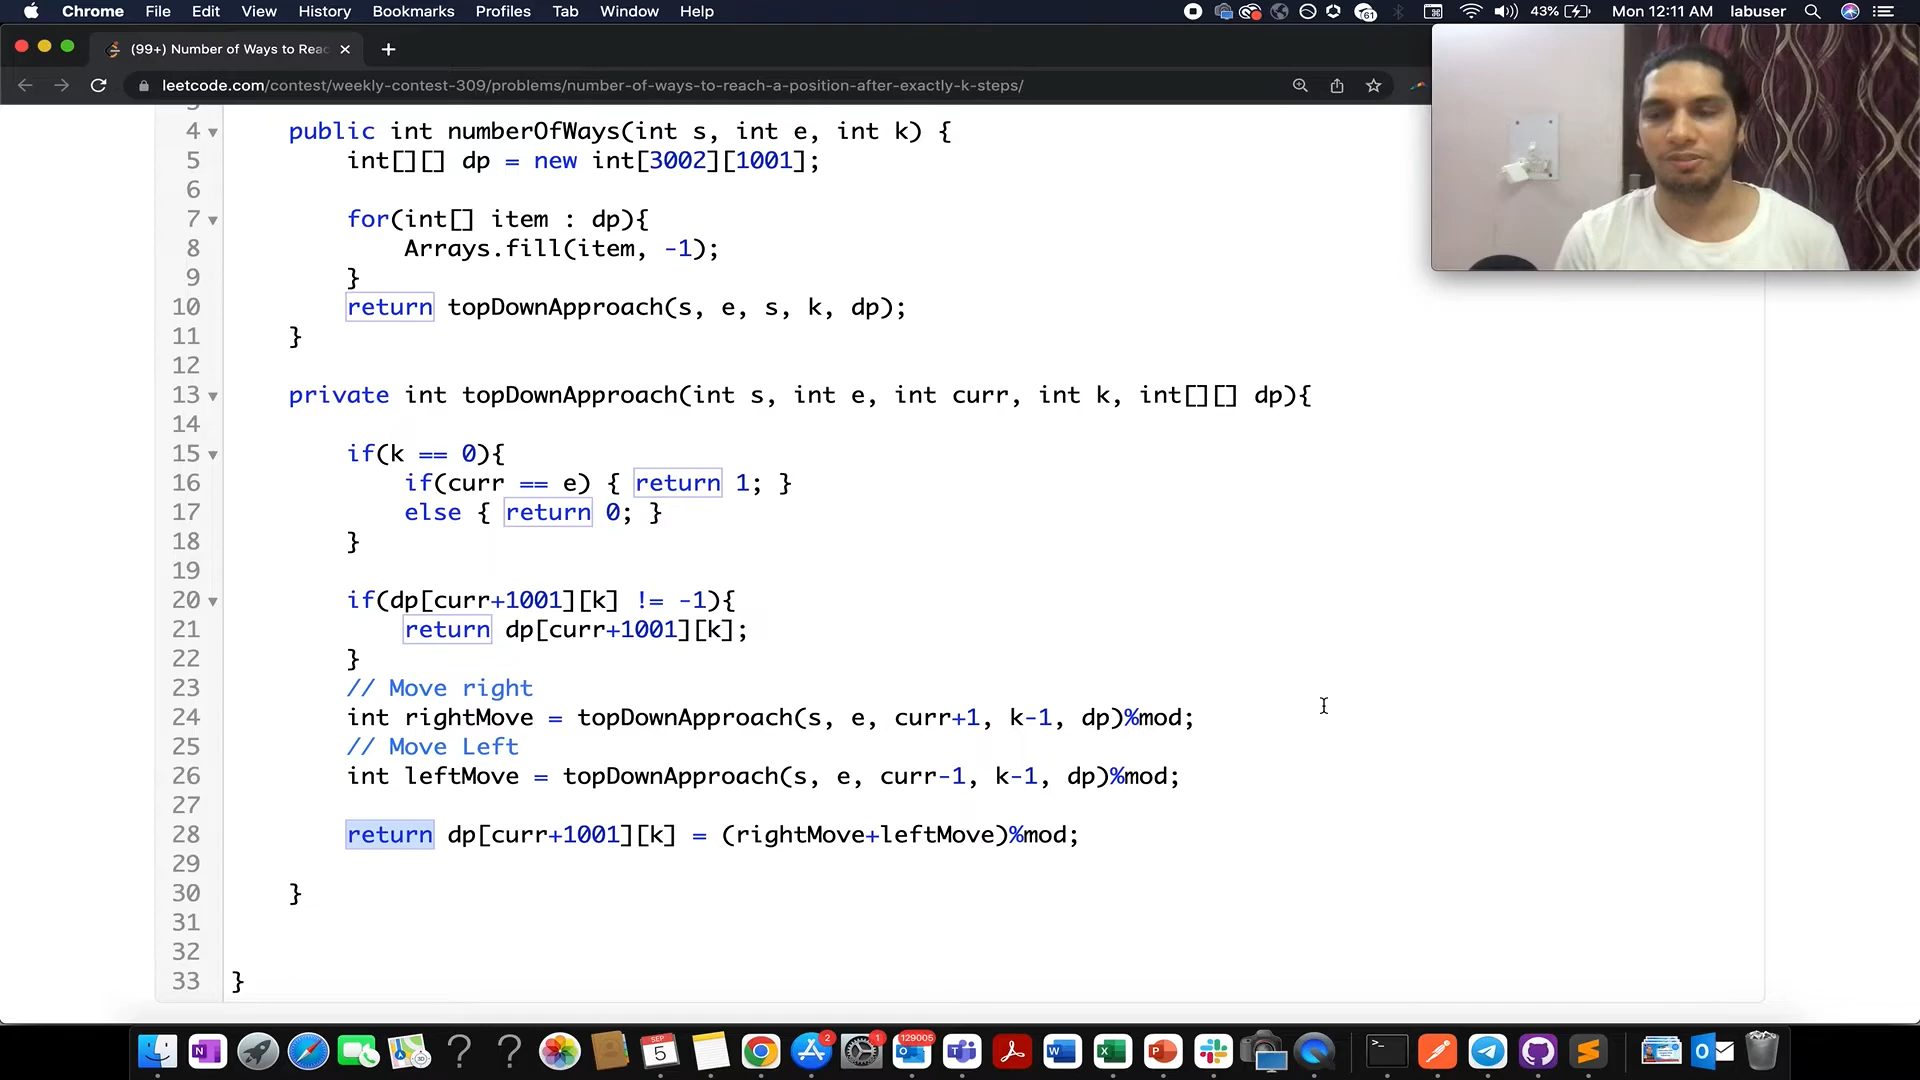 Chrome File Edit View History Bookmarks Profiles Tab Window Help 61 43% Mon 12:11 AM labuser
(99+) Number of Ways to Reac
leetcode.com/contest/weekly-contest-309/problems/number-of-ways-to-reach-a-position-after-exactly-k-steps/
4 public int numberOfWays(int s, int e, int k) {
5 int[][] dp = new int[3002][1001];
6
7 for(int[] item : dp){
8 Arrays.fill(item, -1);
9 }
10 return topDownApproach(s, e, s, k, dp);
11 }
12
13 private int topDownApproach(int s, int e, int curr, int k, int[][] dp){
14
15 if(k == 0){
16 if(curr == e) { return 1; }
17 else { return 0; }
18 }
19
20 if(dp[curr+1001][k] != -1){
21 return dp[curr+1001][k];
22 }
23 // Move right
24 int rightMove = topDownApproach(s, e, curr+1, k-1, dp)%mod;
25 // Move Left
26 int leftMove = topDownApproach(s, e, curr-1, k-1, dp)%mod;
27
28 return dp[curr+1001][k] = (rightMove+leftMove)%mod;
29
30 }
31
32
33 }
SEP
5
2
1
129005